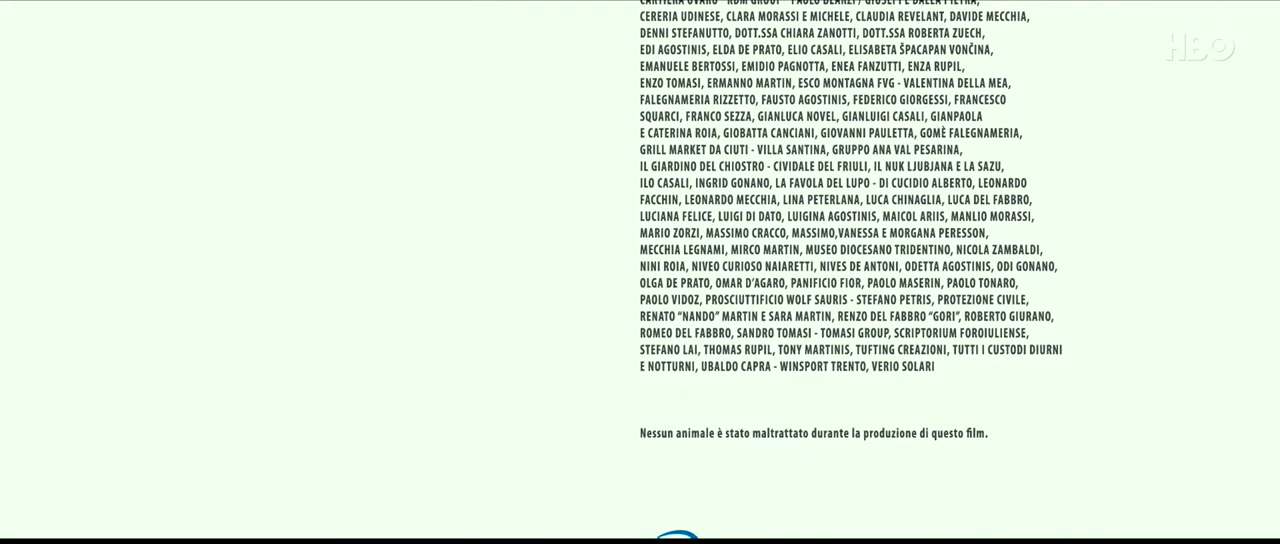 CARTIERA OVARO - RDM GROUP - PAOLO BEARZI / GIUSEPPE DALLA PIETRA,
CERERIA UDINESE, CLARA MORASSI E MICHELE, CLAUDIA REVELANT, DAVIDE MECCHIA,
DENNI STEFANUTTO, DOTT.SSA CHIARA ZANOTTI, DOTT.SSA ROBERTA ZUECH,
EDI AGOSTINIS, ELDA DE PRATO, ELIO CASALI, ELISABETA ŠPACAPAN VONČINA,
EMANUELE BERTOSSI, EMIDIO PAGNOTTA, ENEA FANZUTTI, ENZA RUPIL,
ENZO TOMASI, ERMANNO MARTIN, ESCO MONTAGNA FVG - VALENTINA DELLA MEA,
FALEGNAMERIA RIZZETTO, FAUSTO AGOSTINIS, FEDERICO GIORGESSI, FRANCESCO
SQUARCI, FRANCO SEZZA, GIANLUCA NOVEL, GIANLUIGI CASALI, GIANPAOLA
E CATERINA ROIA, GIOBATTA CANCIANI, GIOVANNI PAULETTA, GOMÈ FALEGNAMERIA,
GRILL MARKET DA CIUTI - VILLA SANTINA, GRUPPO ANA VAL PESARINA,
IL GIARDINO DEL CHIOSTRO - CIVIDALE DEL FRIULI, IL NUK LJUBJANA E LA SAZU,
ILO CASALI, INGRID GONANO, LA FAVOLA DEL LUPO - DI CUCIDIO ALBERTO, LEONARDO
FACCHIN, LEONARDO MECCHIA, LINA PETERLANA, LUCA CHINAGLIA, LUCA DEL FABBRO,
LUCIANA FELICE, LUIGI DI DATO, LUIGINA AGOSTINIS, MAICOL ARIIS, MANLIO MORASSI,
MARIO ZORZI, MASSIMO CRACCO, MASSIMO,VANESSA E MORGANA PERESSON,
MECCHIA LEGNAMI, MIRCO MARTIN, MUSEO DIOCESANO TRIDENTINO, NICOLA ZAMBALDI,
NINI ROIA, NIVEO CURIOSO NAIARETTI, NIVES DE ANTONI, ODETTA AGOSTINIS, ODI GONANO,
OLGA DE PRATO, OMAR D'AGARO, PANIFICIO FIOR, PAOLO MASERIN, PAOLO TONARO,
PAOLO VIDOZ, PROSCIUTTIFICIO WOLF SAURIS - STEFANO PETRIS, PROTEZIONE CIVILE,
RENATO “NANDO” MARTIN E SARA MARTIN, RENZO DEL FABBRO “GORI”, ROBERTO GIURANO,
ROMEO DEL FABBRO, SANDRO TOMASI - TOMASI GROUP, SCRIPTORIUM FOROIULIENSE,
STEFANO LAI, THOMAS RUPIL, TONY MARTINIS, TUFTING CREAZIONI, TUTTI I CUSTODI DIURNI
E NOTTURNI, UBALDO CAPRA - WINSPORT TRENTO, VERIO SOLARI
Nessun animale è stato maltrattato durante la produzione di questo film.
HBO